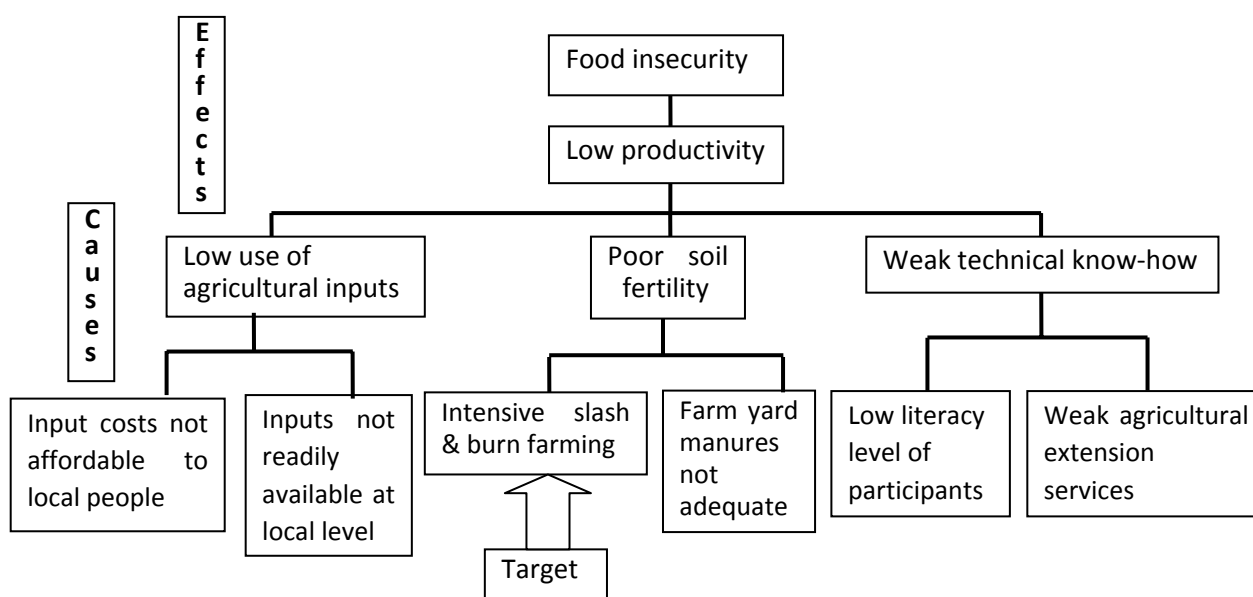 Effects
Food insecurity
Low productivity
Causes
Low use of
agricultural inputs
Poor soil
fertility
Weak technical know-how
Input costs not
affordable to
local people
Inputs not
readily
available at
local level
Intensive slash
& burn farming
Farm yard
manures
not
adequate
Low literacy
level of
participants
Weak agricultural
extension
services
Target